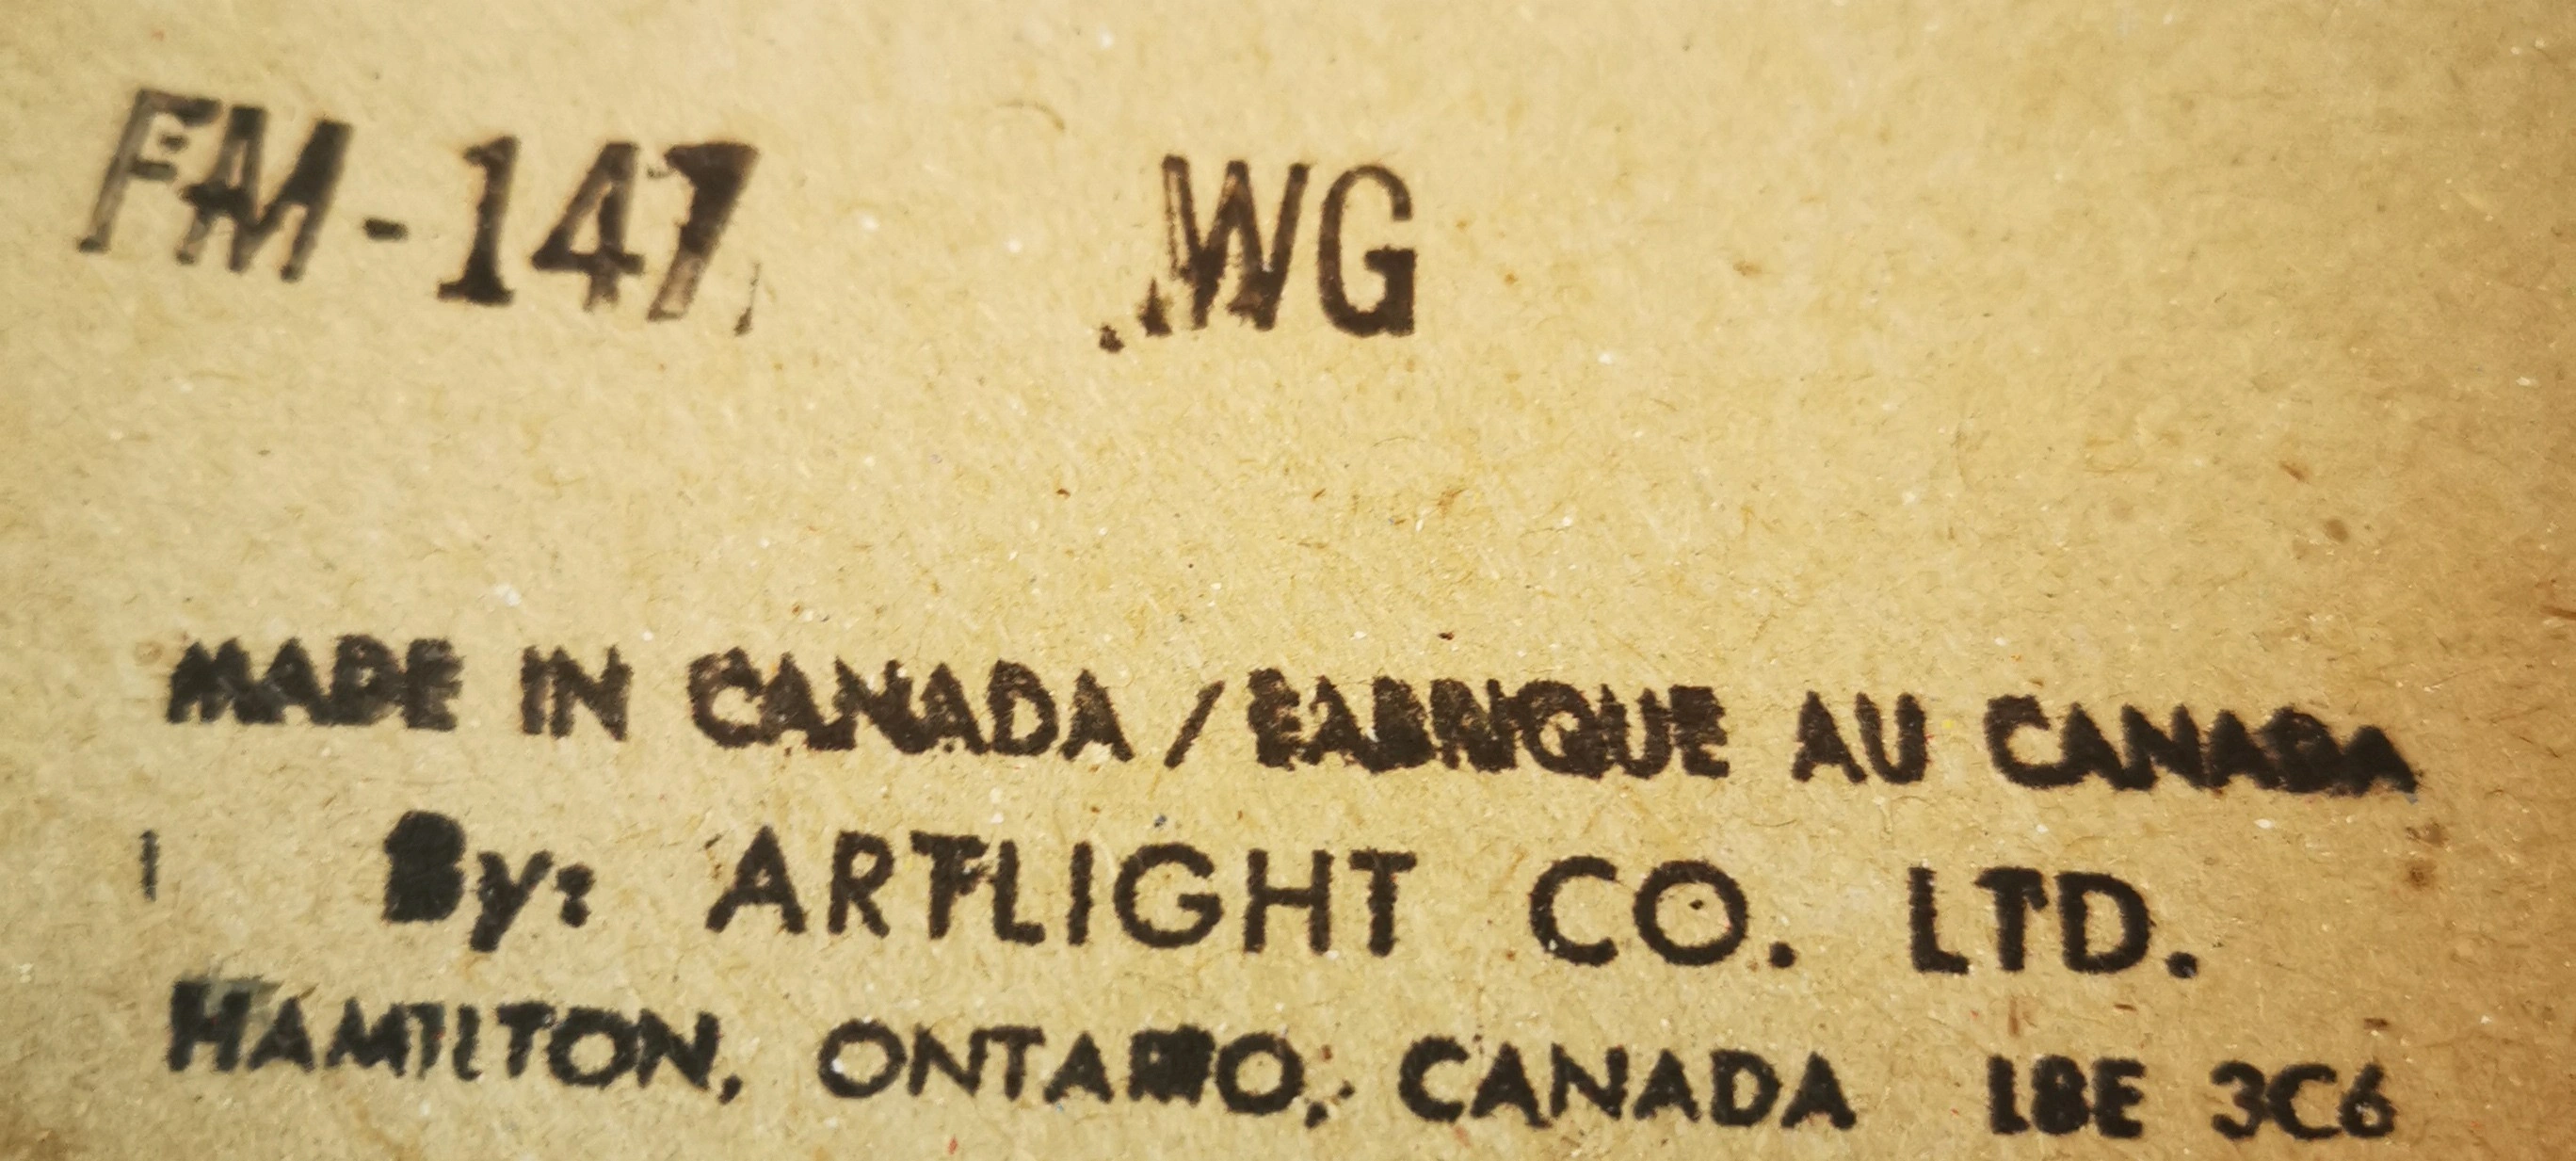 FM-147 WG
MADE IN CANADA / FABRIQUE AU CANADA
By: ARTLIGHT CO. LTD.
HAMILTON, ONTARIO, CANADA L8E 3C6